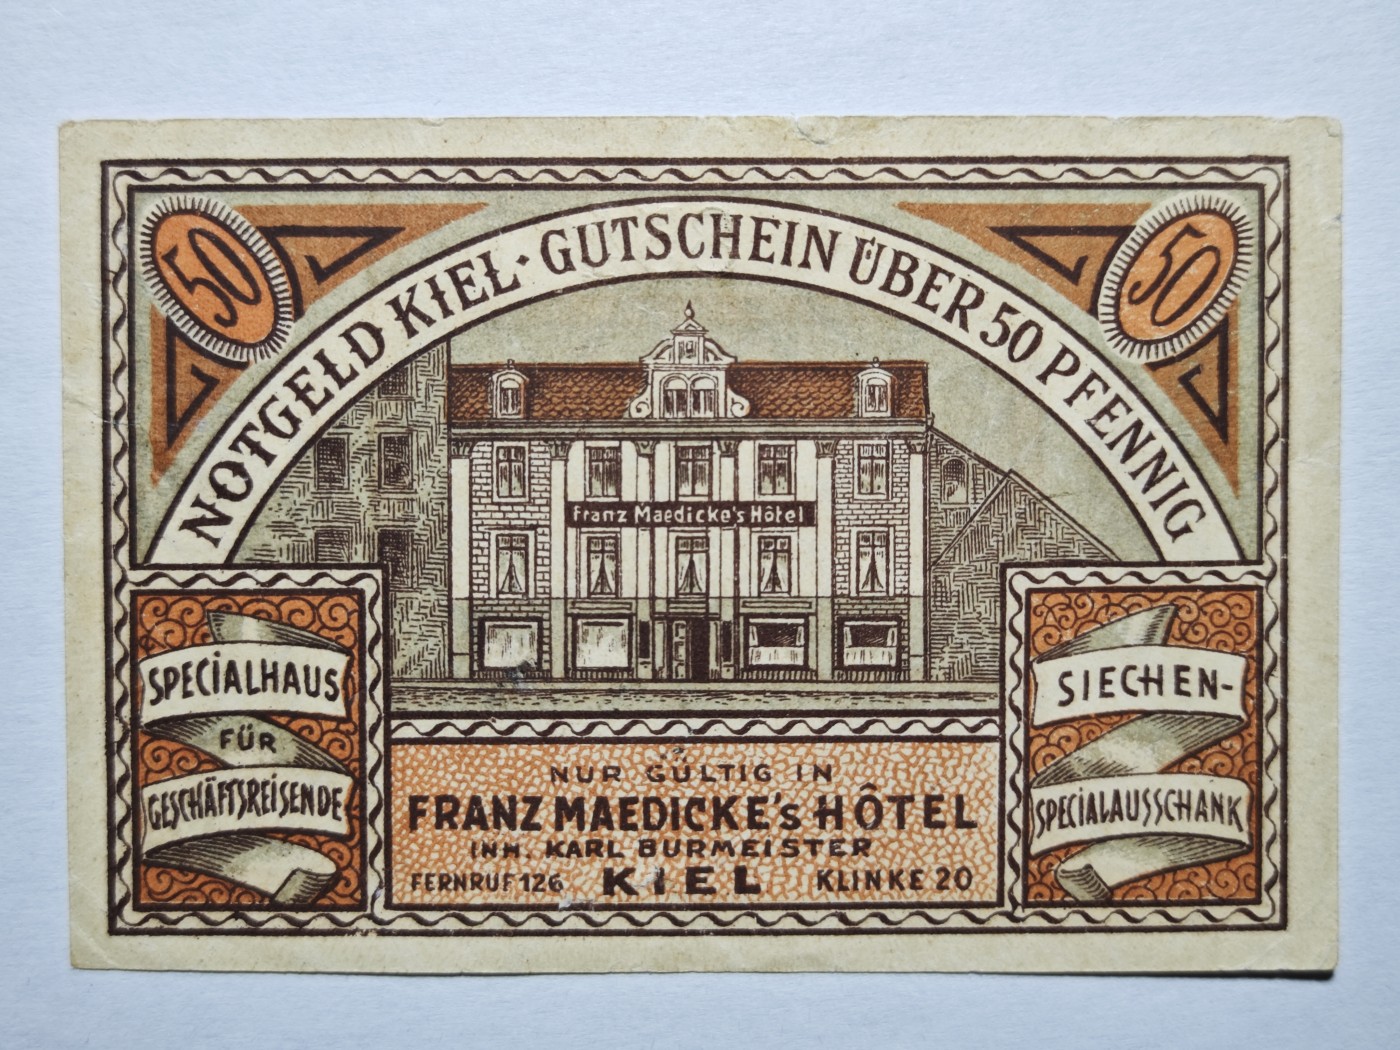 NOTGELD KIEL · GUTSCHEIN ÜBER 50 PFENNIG
50
50
Franz Maedicke's Hôtel
SPECIALHAUS
FÜR
GESCHÄFTSREISENDE
SIECHEN-
SPECIALAUSSCHANK
NUR GÜLTIG IN
FRANZ MAEDICKE's HÔTEL
INH. KARL BURMEISTER
FERNRUF 126 KIEL KLINKE 20